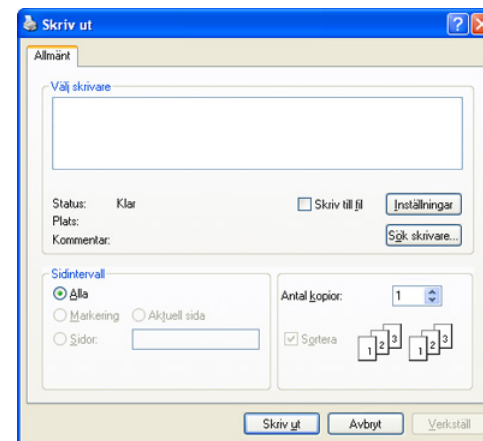 Skriv ut
Allmänt
Välj skrivare
Status: Klar
Skriv till fil
Inställningar
Plats:
Kommentar:
Sök skrivare...
Sidintervall
Alla
Markering Aktuell sida
Sidor:
Antal kopior: 1
Sortera
1 2 3 1 2 3
Skriv ut Avbryt Verkställ